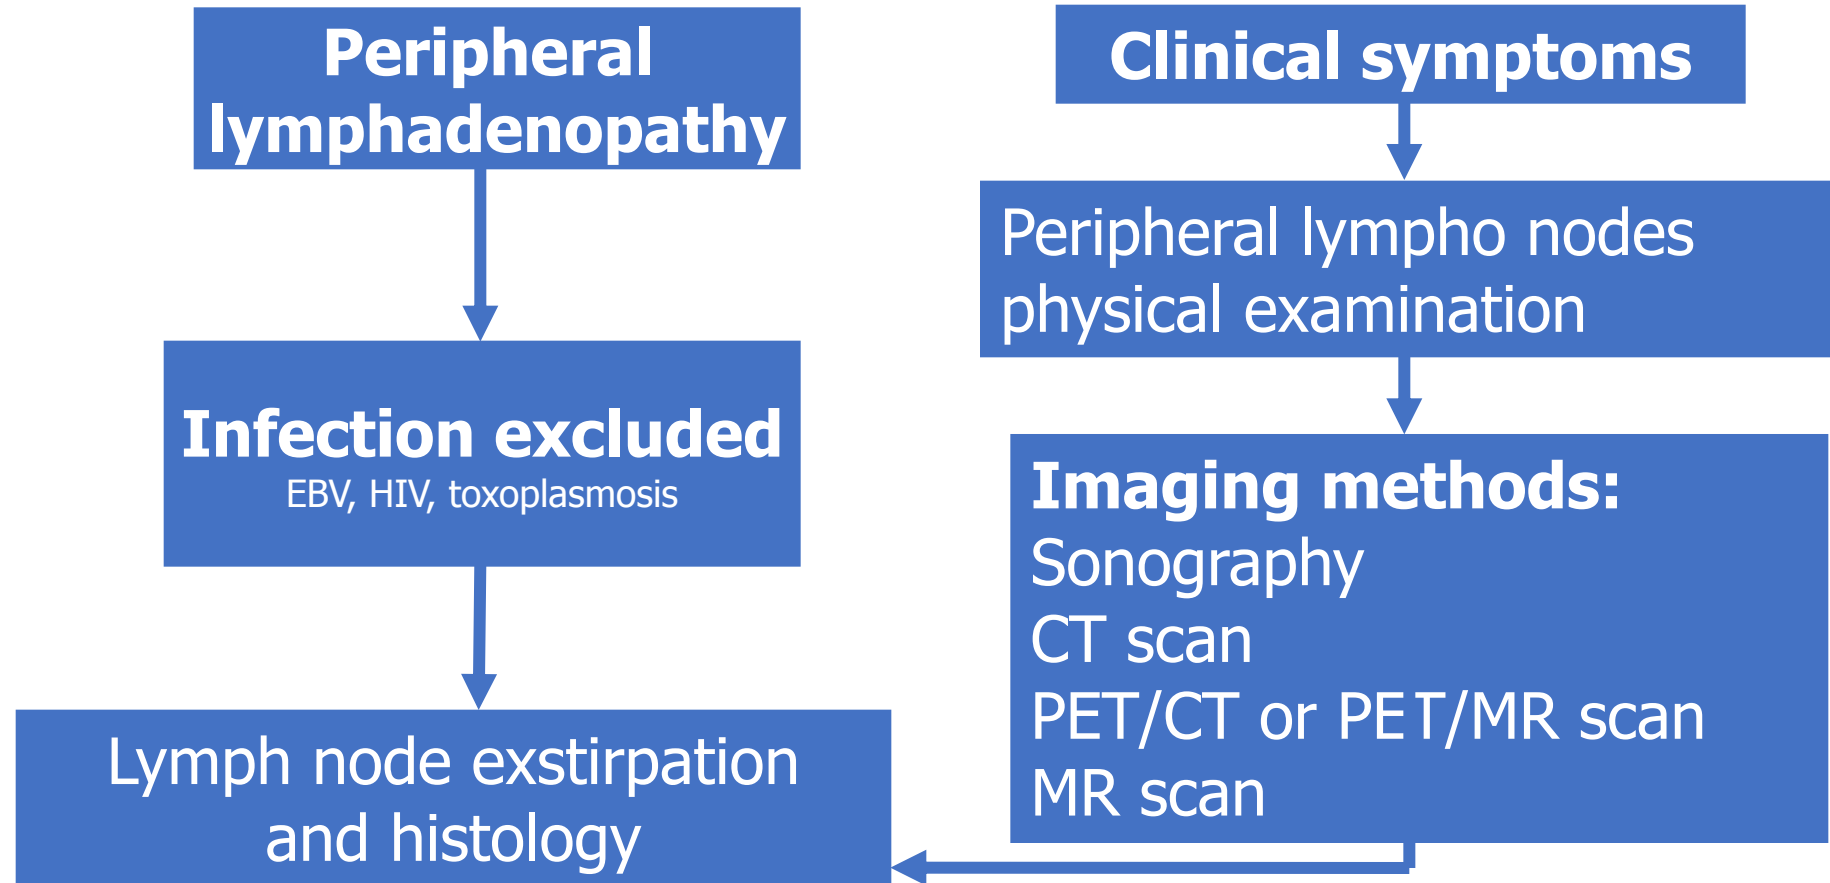 Peripheral
lymphadenopathy
Infection excluded
EBV, HIV, toxoplasmosis
Lymph node exstirpation
and histology
Clinical symptoms
Peripheral lympho nodes
physical examination
Imaging methods:
Sonography
CT scan
PET/CT or PET/MR scan
MR scan